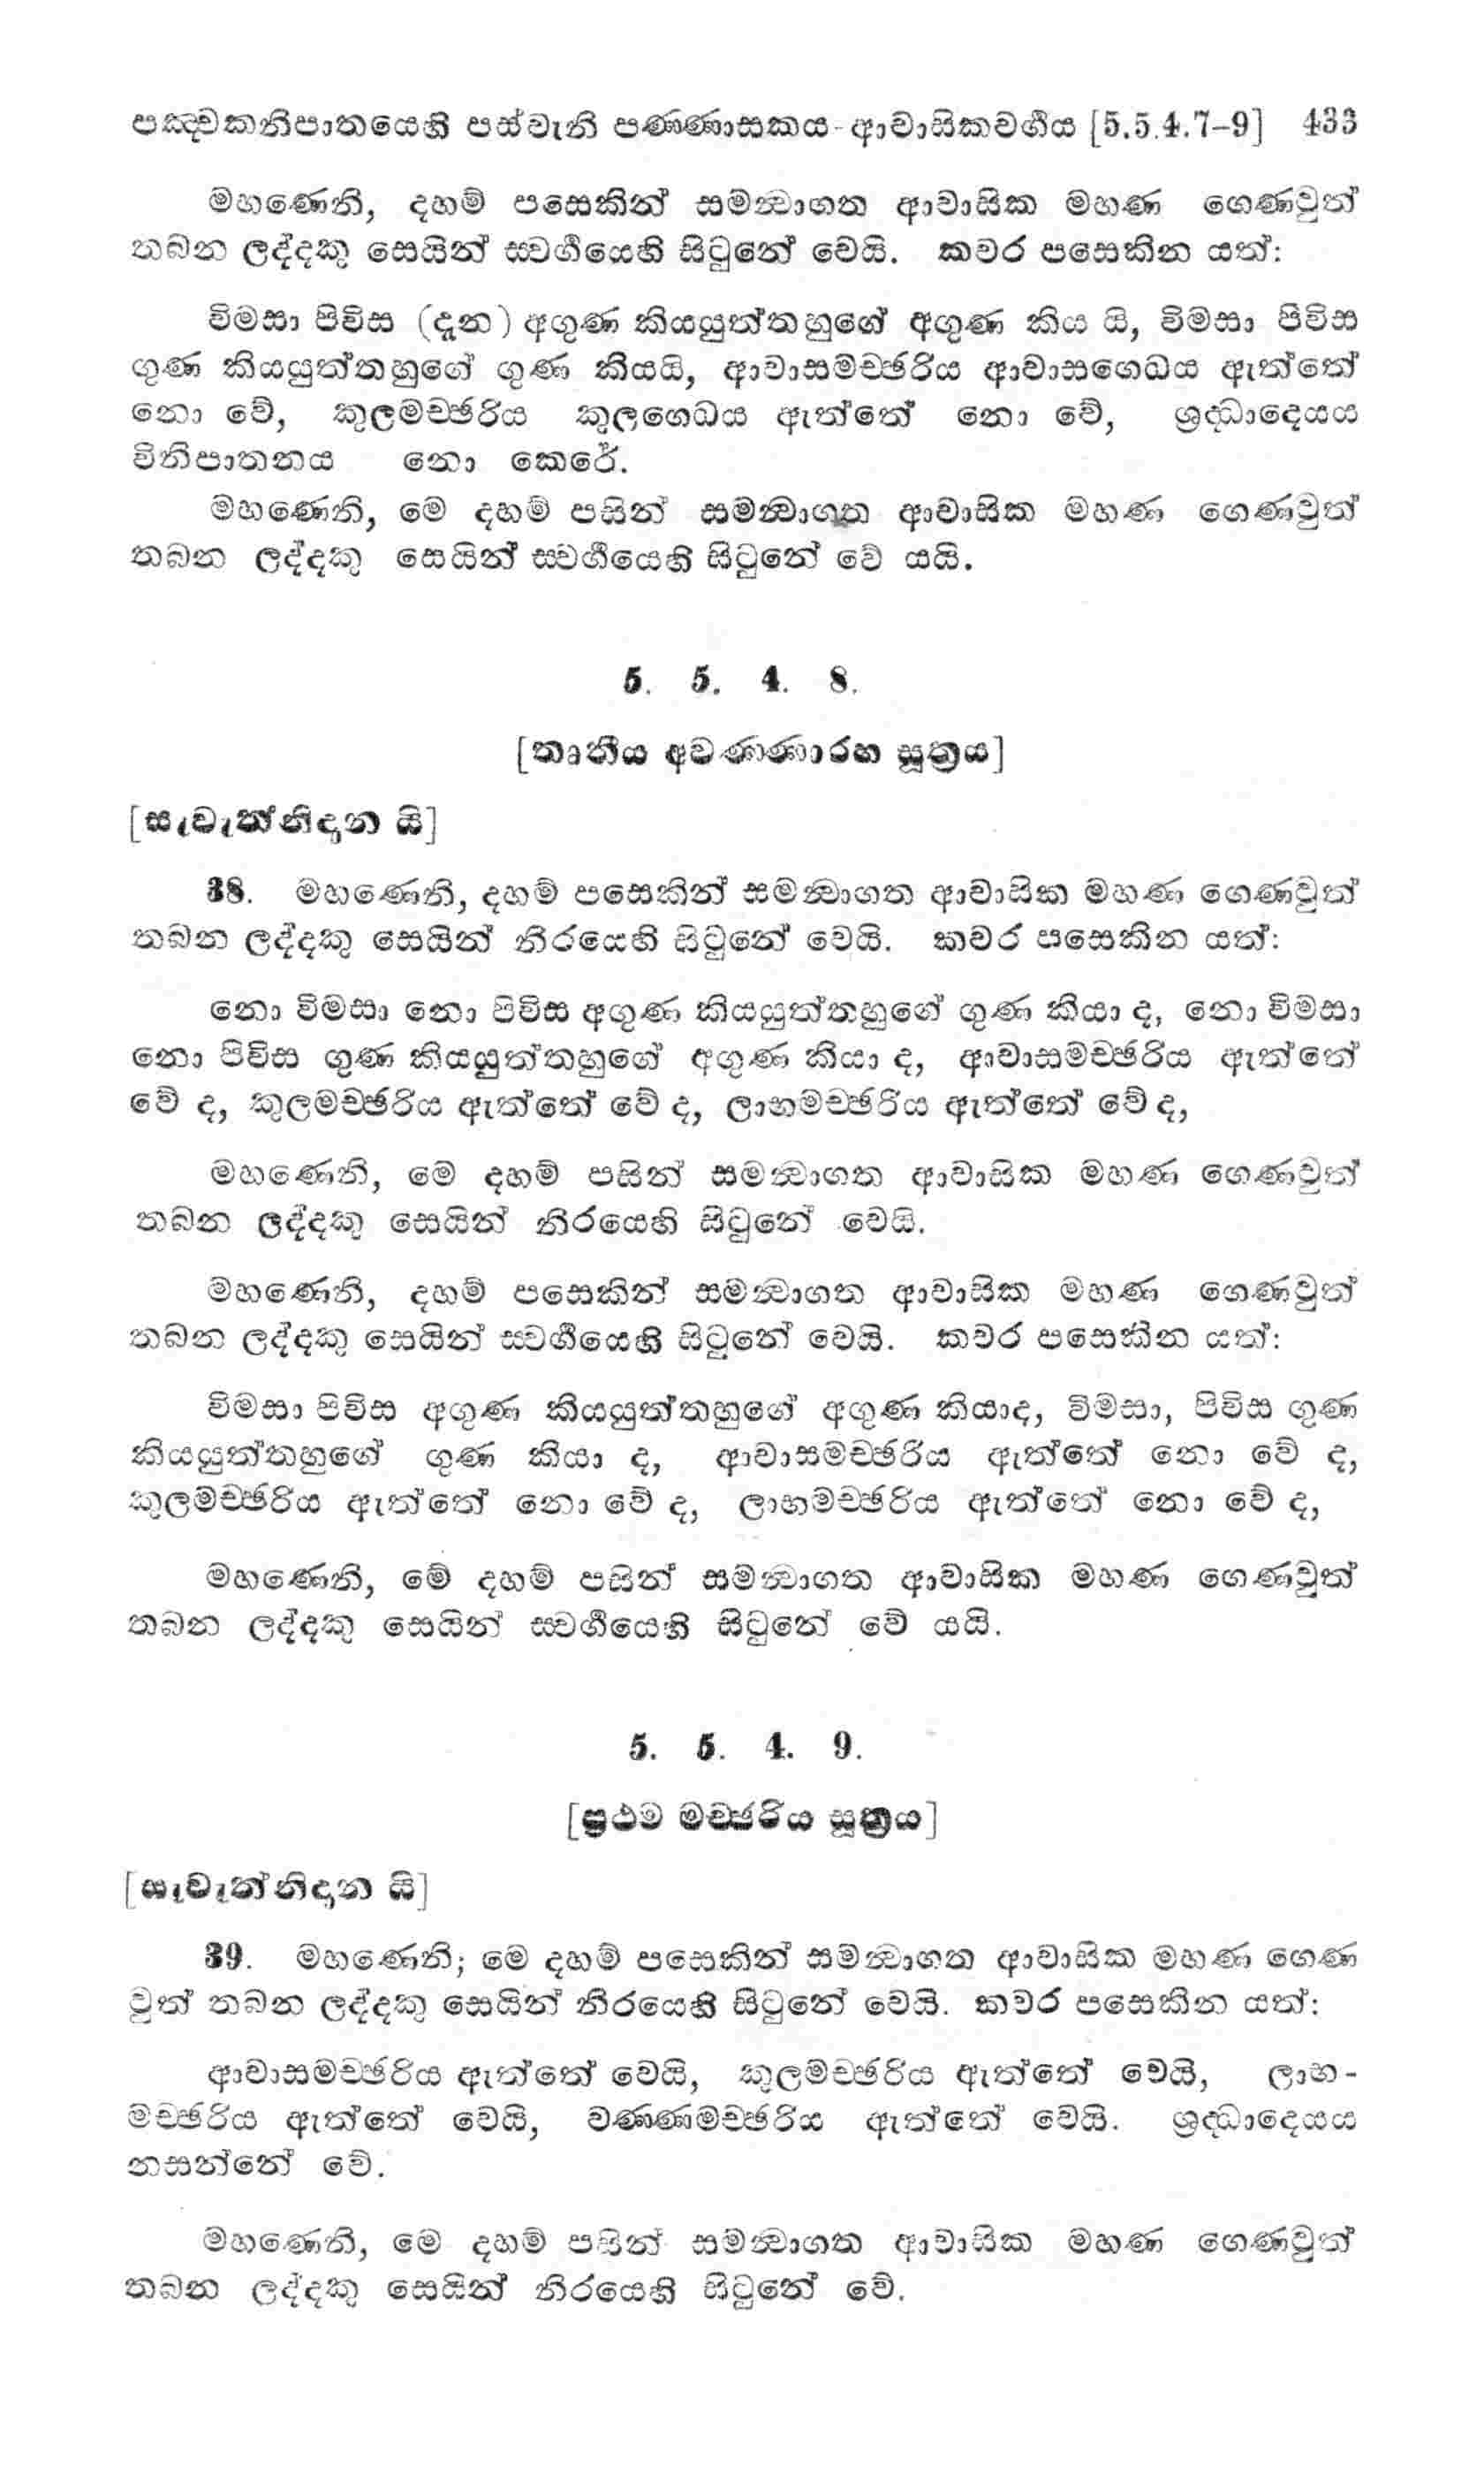 පඤ්චකනිපාතයෙහි පස්වැනි පණ්ණාසකය - ආවාසිකවර්ගය [5.5.4.7–9] 433
මහණෙනි, දහම් පසෙකින් සමන්වාගත ආවාසික මහණ ගෙණවුත්
තබන ලද්දකු සෙයින් ස්වර්ගයෙහි සිටුනේ වෙයි. කවර පසෙකින යත්:
විමසා පිවිස (දැන) අගුණ කියයුත්තහුගේ අගුණ කිය යි, විමසා පිවිස
ගුණ කියයුත්තහුගේ ගුණ කියයි, ආවාසමච්ඡරිය ආවාසගෙධය ඇත්තේ
නො වේ, කුලමච්ඡරිය කුලගෙධය ඇත්තේ නො වේ, ශ්‍රද්ධාදෙයය
විනිපාතනය නො කෙරේ.
මහණෙනි, මෙ දහම් පසින් සමන්වාගත ආවාසික මහණ ගෙණවුත්
තබන ලද්දකු සෙයින් ස්වර්ගයෙහි සිටුනේ වේ යයි.
5. 5. 4. 8.
[තෘතීය අවණ්ණාරහ සූත්‍රය]
[සැවැත්නිදාන යි]
38. මහණෙනි, දහම් පසෙකින් සමන්වාගත ආවාසික මහණ ගෙණවුත්
තබන ලද්දකු සෙයින් නිරයෙහි සිටුනේ වෙයි. කවර පසෙකින යත්:
නො විමසා නො පිවිස අගුණ කියයුත්තහුගේ ගුණ කියා ද, නො විමසා
නො පිවිස ගුණ කියයුත්තහුගේ අගුණ කියා ද, ආවාසමච්ඡරිය ඇත්තේ
වේ ද, කුලමච්ඡරිය ඇත්තේ වේ ද, ලාභමච්ඡරිය ඇත්තේ වේ ද,
මහණෙනි, මෙ දහම් පසින් සමන්වාගත ආවාසික මහණ ගෙණවුත්
තබන ලද්දකු සෙයින් නිරයෙහි සිටුනේ වෙයි.
මහණෙනි, දහම් පසෙකින් සමන්වාගත ආවාසික මහණ ගෙණවුත්
තබන ලද්දකු සෙයින් ස්වර්ගයෙහි සිටුනේ වෙයි. කවර පසෙකින යත්:
විමසා පිවිස අගුණ කියයුත්තහුගේ අගුණ කියාද, විමසා, පිවිස ගුණ
කියයුත්තහුගේ ගුණ කියා ද, ආවාසමච්ඡරිය ඇත්තේ නො වේ ද,
කුලමච්ඡරිය ඇත්තේ නො වේ ද, ලාභමච්ඡරිය ඇත්තේ නො වේ ද,
මහණෙනි, මේ දහම් පසින් සමන්වාගත ආවාසික මහණ ගෙණවුත්
තබන ලද්දකු සෙයින් ස්වර්ගයෙහි සිටුනේ වේ යයි.
5. 5. 4. 9.
[ප්‍රථම මච්ඡරිය සූත්‍රය]
[සැවැත්නිදාන යි]
39. මහණෙනි; මෙ දහම් පසෙකින් සමන්වාගත ආවාසික මහණ ගෙණ
වුත් තබන ලද්දකු සෙයින් නිරයෙහි සිටුනේ වෙයි. කවර පසෙකින යත්:
ආවාසමච්ඡරිය ඇත්තේ වෙයි, කුලමච්ඡරිය ඇත්තේ වෙයි, ලාභ-
මච්ඡරිය ඇත්තේ වෙයි, වණ්ණමච්ඡරිය ඇත්තේ වෙයි. ශ්‍රද්ධාදෙයය
නසන්නේ වේ.
මහණෙනි, මෙ දහම් පසින් සමන්වාගත ආවාසික මහණ ගෙණවුත්
තබන ලද්දකු සෙයින් නිරයෙහි සිටුනේ වේ.